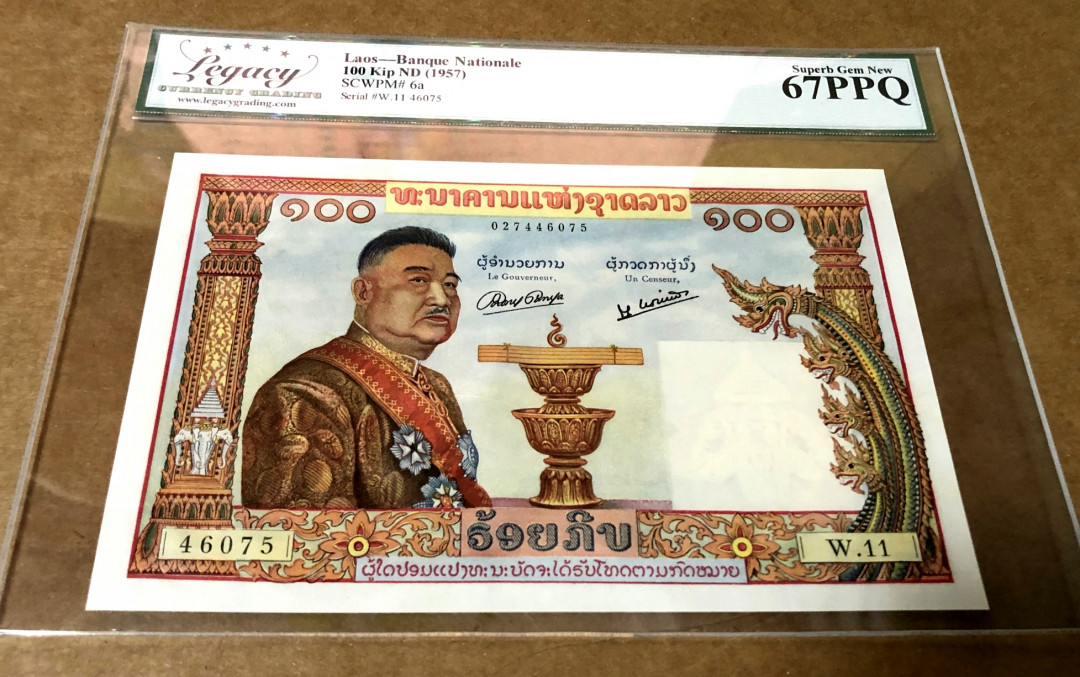 Legacy
CURRENCY GRADING
www.legacygrading.com
Laos—Banque Nationale
100 Kip ND (1957)
SCWPM# 6a
Serial #W.11 46075
Superb Gem New
67PPQ
ທະນາຄານແຫ່ງຊາດລາວ
໑໐໐
໑໐໐
027446075
ຜູ້ອຳນວຍການ
Le Gouverneur,
ຜູ້ກວດກາຜູ້ນຶ່ງ
Un Censeur,
ຮ້ອຍກີບ
46075
W.11
ຜູ້ໃດປອມແປງທະນະບັດຈະໄດ້ຮັບໂທດຕາມກົດໝາຍ